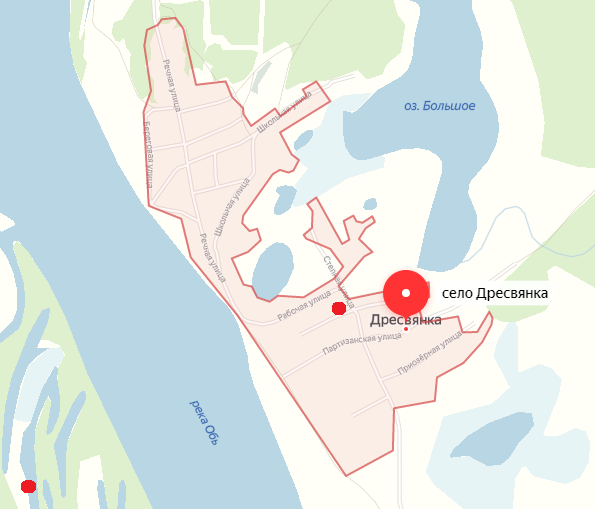 Речная улица
Береговая улица
Школьная улица
оз. Большое
Школьная улица
Речная улица
Степная улица
село Дресвянка
Рабочая улица
Дресвянка
Партизанская улица
Приозёрная улица
река Обь